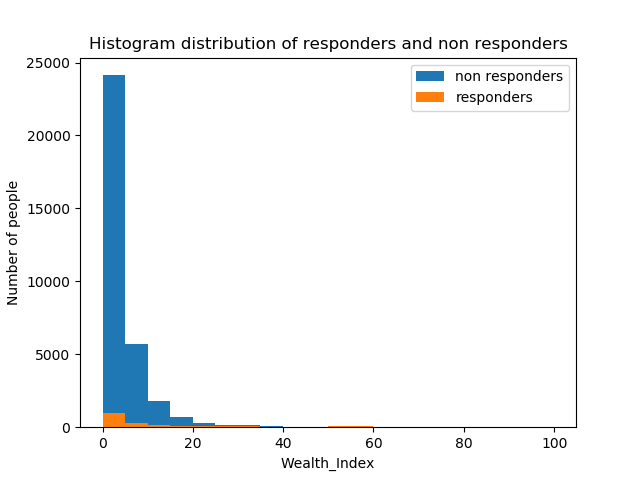 Histogram distribution of responders and non responders
non responders
responders
25000
20000
15000
10000
5000
0
Number of people
0 20 40 60 80 100
Wealth_Index